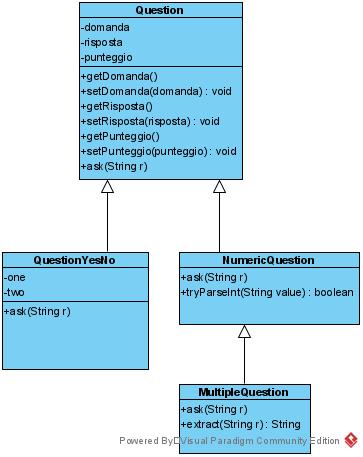 Question
-domanda
-risposta
-punteggio
+getDomanda()
+setDomanda(domanda) : void
+getRisposta()
+setRisposta(risposta) : void
+getPunteggio()
+setPunteggio(punteggio) : void
+ask(String r)
QuestionYesNo
-one
-two
+ask(String r)
NumericQuestion
+ask(String r)
+tryParseInt(String value) : boolean
MultipleQuestion
+ask(String r)
+extract(String r) : String
Powered By Visual Paradigm Community Edition